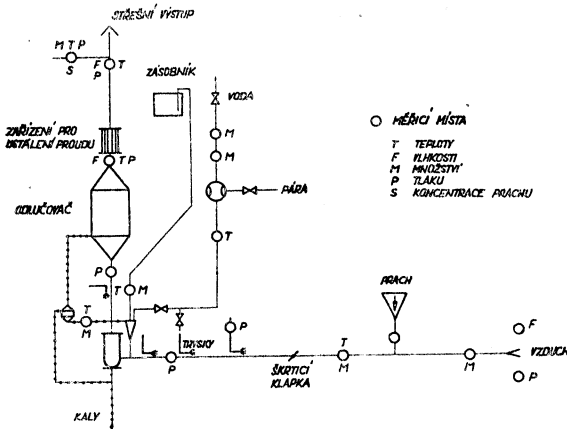 STŘEŠNÍ VÝSTUP
M T P
S
F T
P
ZÁSOBNÍK
VODA
M
M
ZAŘÍZENÍ PRO
USTÁLENÍ PROUDU
F T P
ODLUČOVAČ
PÁRA
T
MĚŘICÍ MÍSTA
T TEPLOTY
F VLHKOSTI
M MNOŽSTVÍ
P TLAKU
S KONCENTRACE PRACHU
P
T M
T
M
TRYSKY
P
P
PRACH
ŠKRTICÍ
KLAPKA
T
M
M
F
VZDUCH
P
KALY